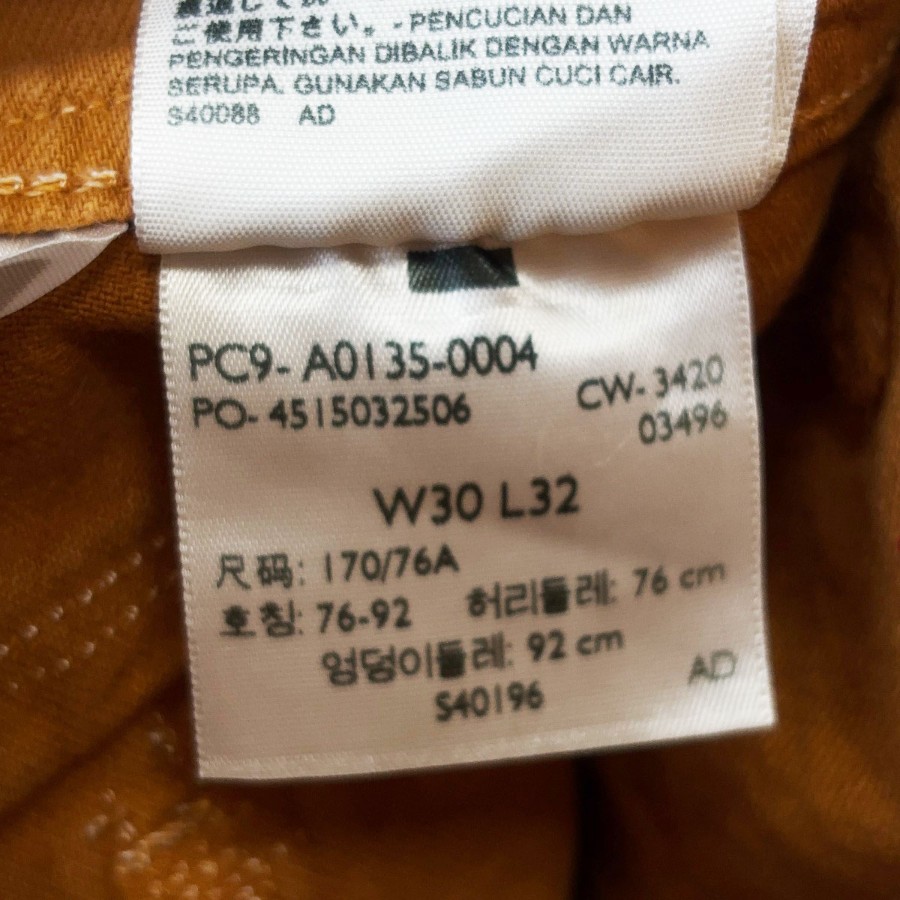 ご使用下さい。- PENCUCIAN DAN
PENGERINGAN DIBALIK DENGAN WARNA
SERUPA. GUNAKAN SABUN CUCI CAIR.
S40088 AD
PC9- A0135-0004
PO- 4515032506 CW- 3420
03496
W30 L32
尺码: 170/76A
호칭: 76-92 허리둘레: 76 cm
엉덩이둘레: 92 cm
S40196 AD